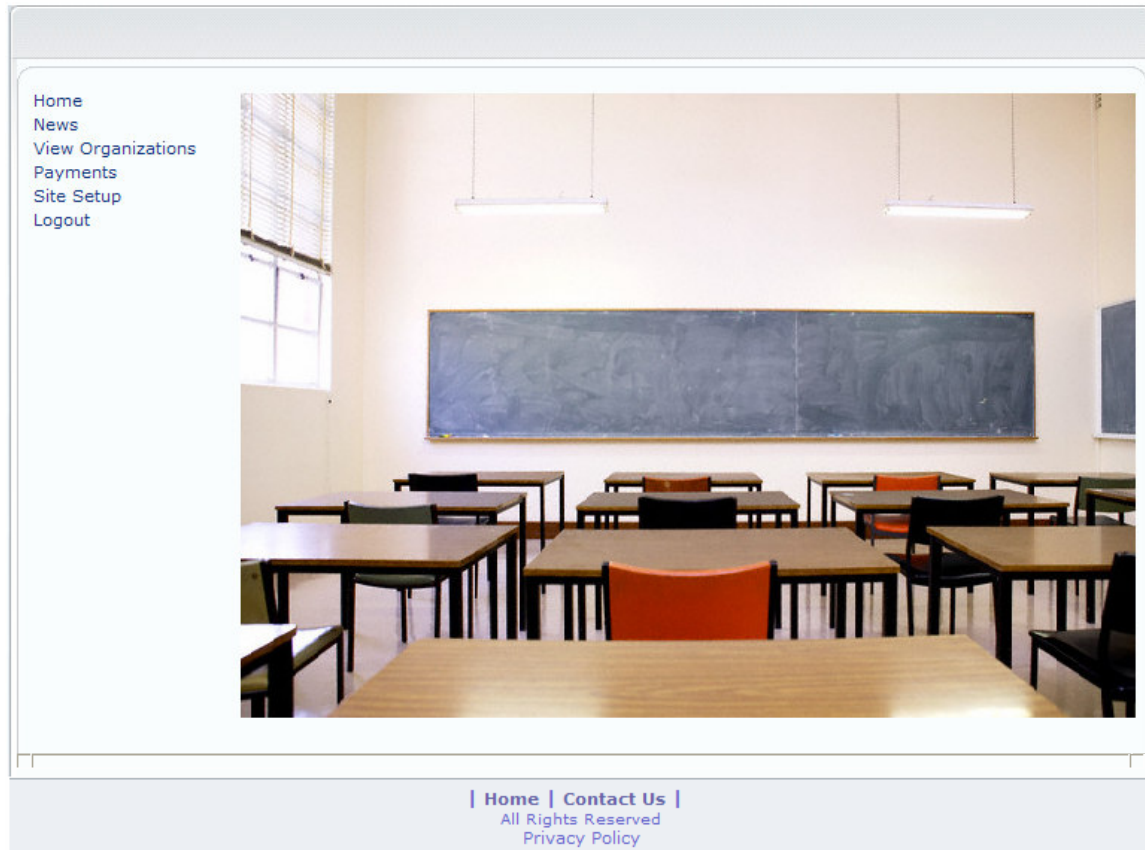 Home
News
View Organizations
Payments
Site Setup
Logout
| Home | Contact Us |
All Rights Reserved
Privacy Policy